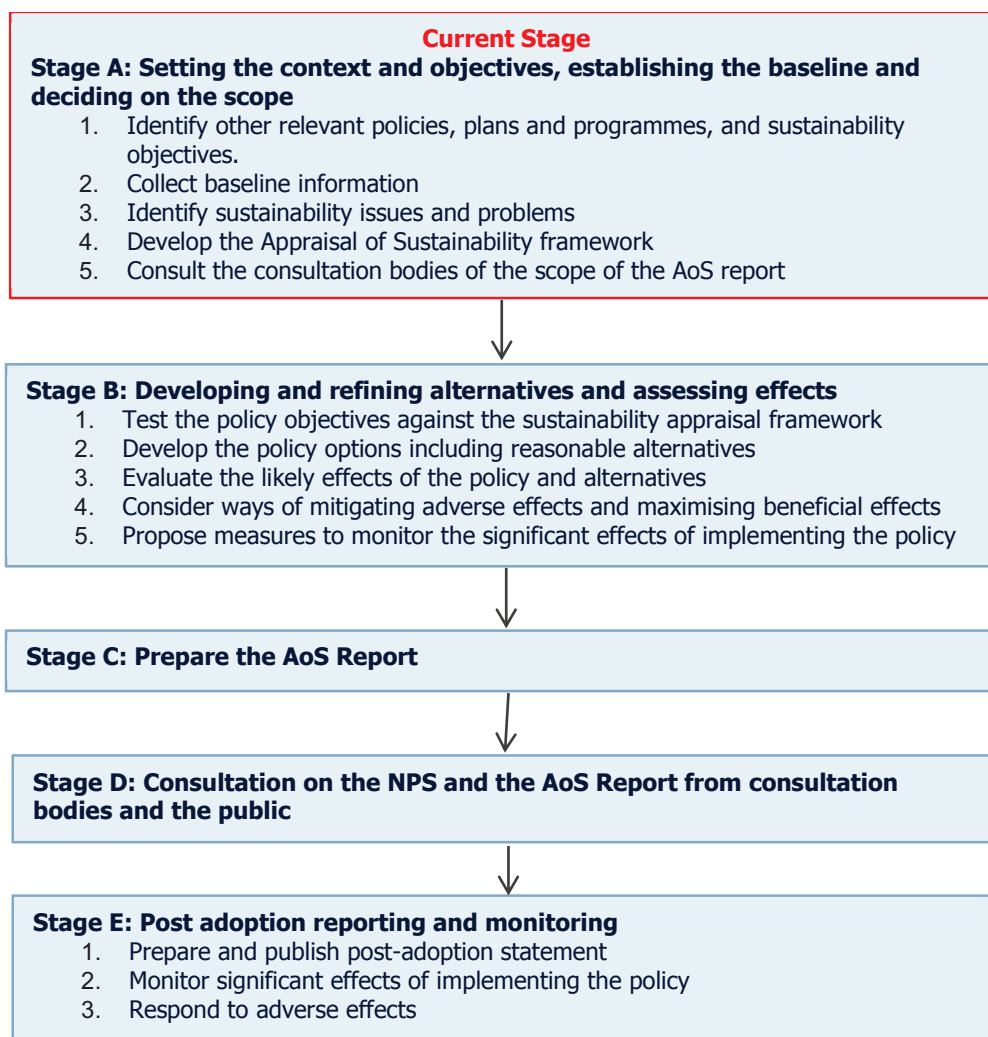 Current Stage
Stage A: Setting the context and objectives, establishing the baseline and
deciding on the scope
1. Identify other relevant policies, plans and programmes, and sustainability
objectives.
2. Collect baseline information
3. Identify sustainability issues and problems
4. Develop the Appraisal of Sustainability framework
5. Consult the consultation bodies of the scope of the AoS report
Stage B: Developing and refining alternatives and assessing effects
1. Test the policy objectives against the sustainability appraisal framework
2. Develop the policy options including reasonable alternatives
3. Evaluate the likely effects of the policy and alternatives
4. Consider ways of mitigating adverse effects and maximising beneficial effects
5. Propose measures to monitor the significant effects of implementing the policy
Stage C: Prepare the AoS Report
Stage D: Consultation on the NPS and the AoS Report from consultation
bodies and the public
Stage E: Post adoption reporting and monitoring
1. Prepare and publish post-adoption statement
2. Monitor significant effects of implementing the policy
3. Respond to adverse effects